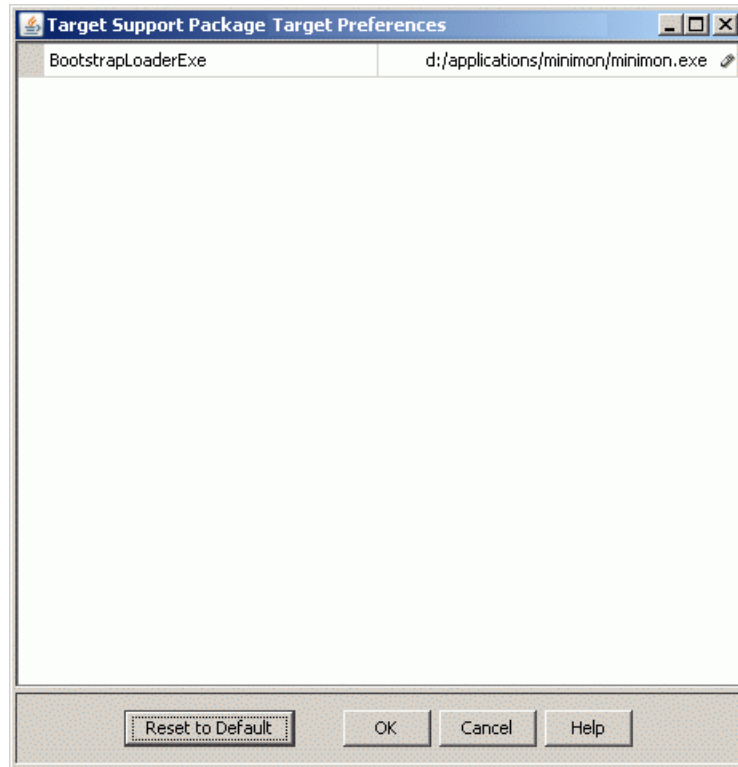 Target Support Package Target Preferences
BootstrapLoaderExe d:/applications/minimon/minimon.exe
Reset to Default OK Cancel Help